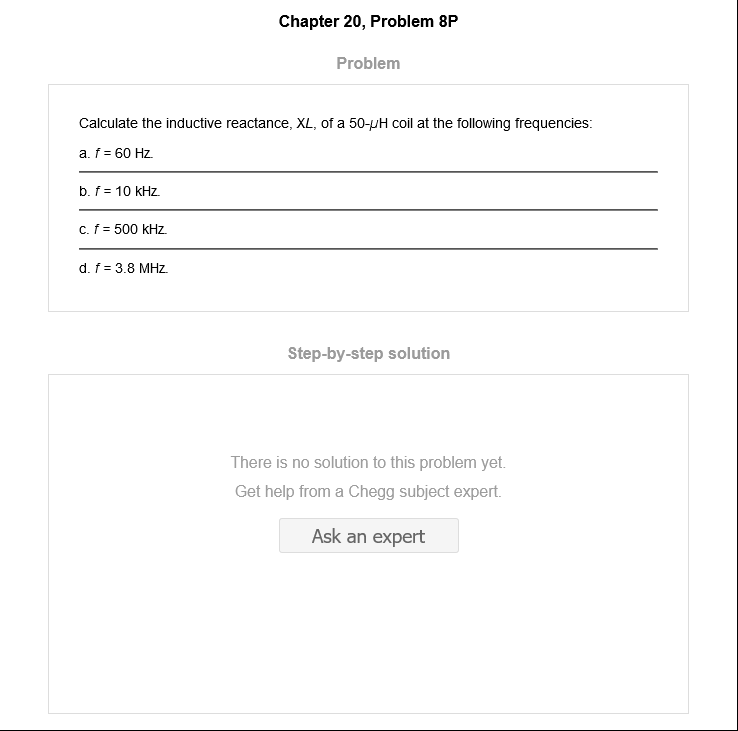 Chapter 20, Problem 8P
Problem
Calculate the inductive reactance, XL, of a 50-μH coil at the following frequencies:
a. f = 60 Hz.
b. f = 10 kHz.
c. f = 500 kHz.
d. f = 3.8 MHz.
Step-by-step solution
There is no solution to this problem yet.
Get help from a Chegg subject expert.
Ask an expert